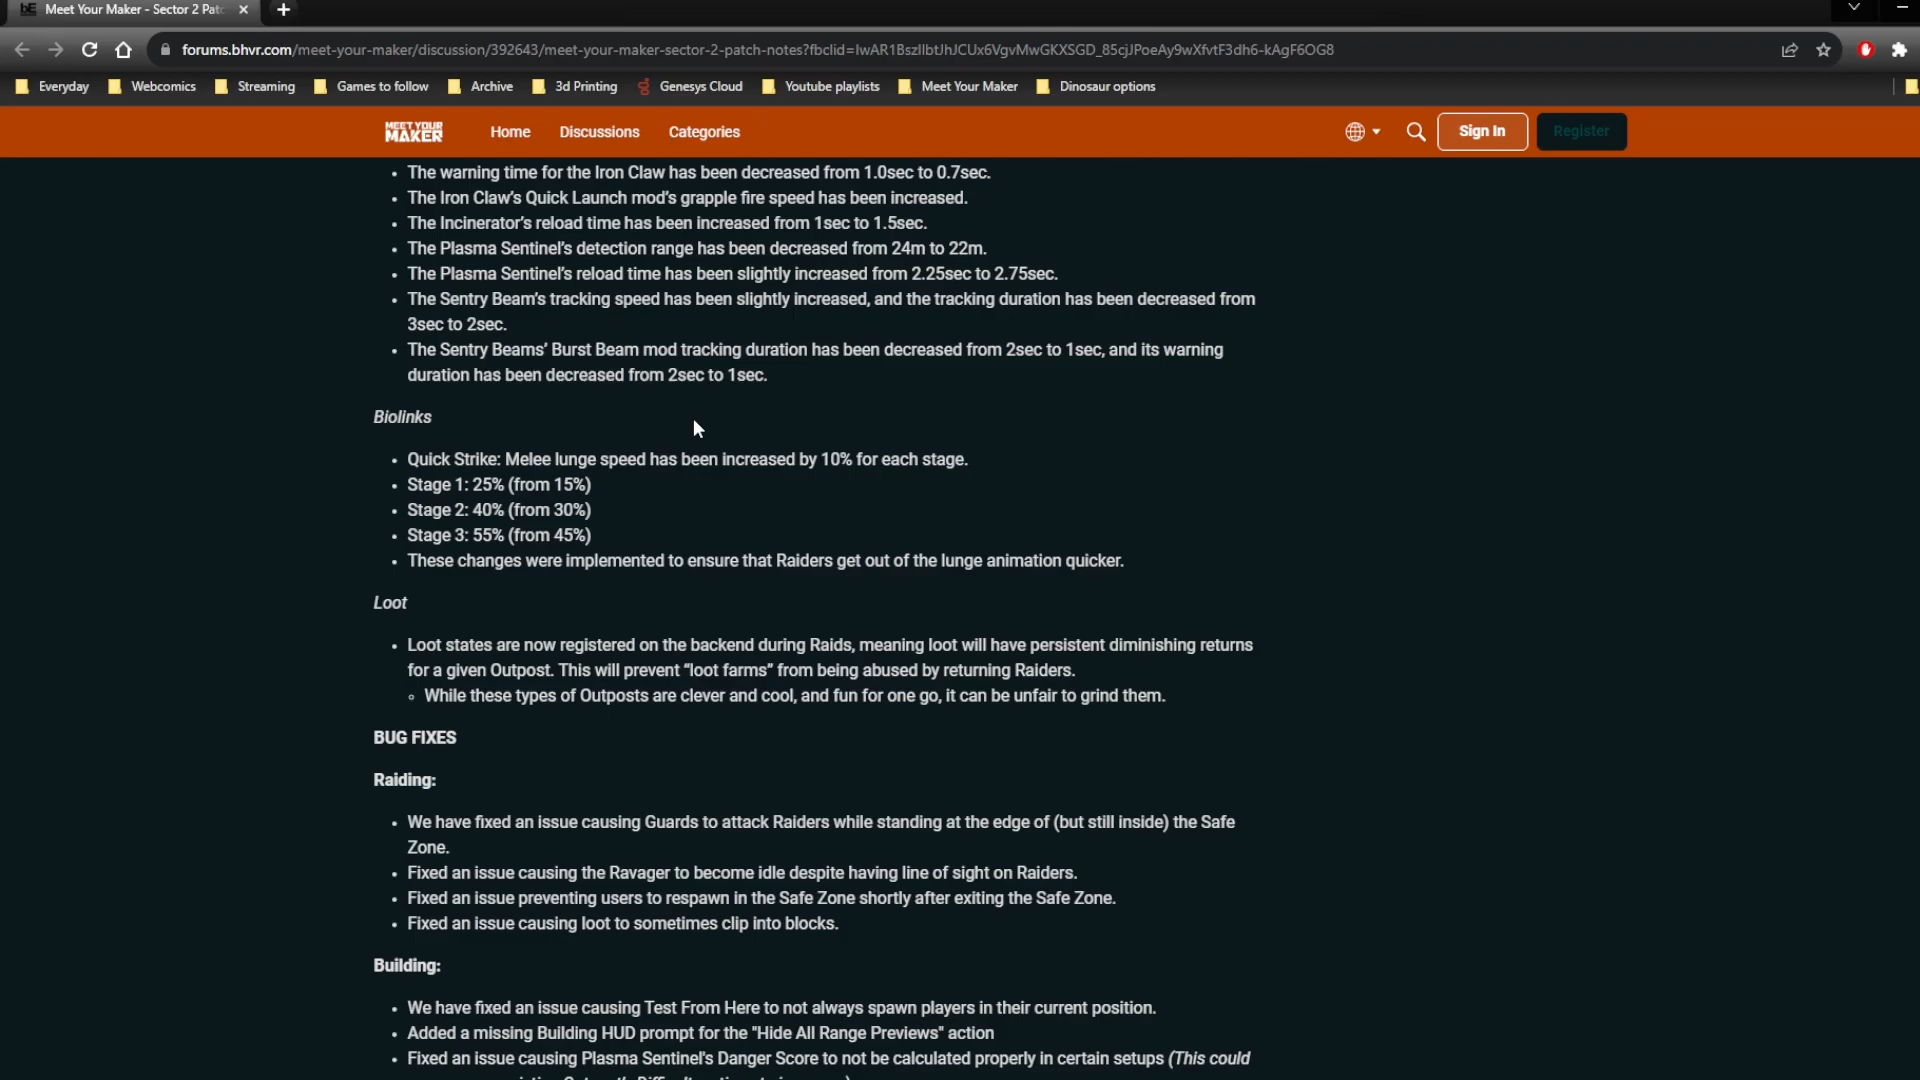 bE Meet Your Maker - Sector 2 Patc
forums.bhvr.com/meet-your-maker/discussion/392643/meet-your-maker-sector-2-patch-notes?fbclid=IwAR1BszIlbtJhJCUx6VgvMwGKXSGD_85cjJPoeAy9wXfvtF3dh6-kAgF6OG8
Everyday Webcomics Streaming Games to follow Archive 3d Printing Genesys Cloud Youtube playlists Meet Your Maker Dinosaur options
MEET YOUR MAKER Home Discussions Categories Sign In Register
• The warning time for the Iron Claw has been decreased from 1.0sec to 0.7sec.
• The Iron Claw's Quick Launch mod's grapple fire speed has been increased.
• The Incinerator's reload time has been increased from 1sec to 1.5sec.
• The Plasma Sentinel's detection range has been decreased from 24m to 22m.
• The Plasma Sentinel's reload time has been slightly increased from 2.25sec to 2.75sec.
• The Sentry Beam's tracking speed has been slightly increased, and the tracking duration has been decreased from
3sec to 2sec.
• The Sentry Beams' Burst Beam mod tracking duration has been decreased from 2sec to 1sec, and its warning
duration has been decreased from 2sec to 1sec.
Biolinks
• Quick Strike: Melee lunge speed has been increased by 10% for each stage.
• Stage 1: 25% (from 15%)
• Stage 2: 40% (from 30%)
• Stage 3: 55% (from 45%)
• These changes were implemented to ensure that Raiders get out of the lunge animation quicker.
Loot
• Loot states are now registered on the backend during Raids, meaning loot will have persistent diminishing returns
for a given Outpost. This will prevent “loot farms” from being abused by returning Raiders.
◦ While these types of Outposts are clever and cool, and fun for one go, it can be unfair to grind them.
BUG FIXES
Raiding:
• We have fixed an issue causing Guards to attack Raiders while standing at the edge of (but still inside) the Safe
Zone.
• Fixed an issue causing the Ravager to become idle despite having line of sight on Raiders.
• Fixed an issue preventing users to respawn in the Safe Zone shortly after exiting the Safe Zone.
• Fixed an issue causing loot to sometimes clip into blocks.
Building:
• We have fixed an issue causing Test From Here to not always spawn players in their current position.
• Added a missing Building HUD prompt for the "Hide All Range Previews" action
• Fixed an issue causing Plasma Sentinel's Danger Score to not be calculated properly in certain setups (This could